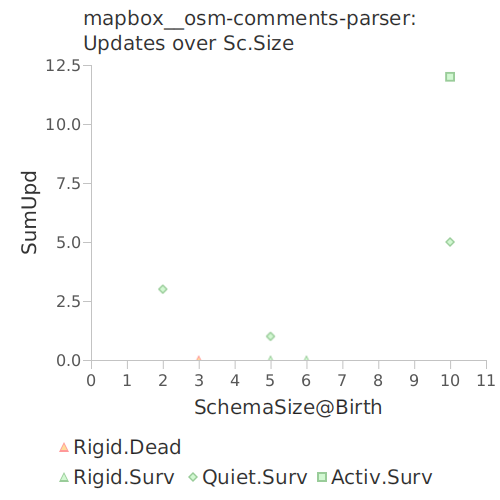 mapbox__osm-comments-parser:
Updates over Sc.Size
12.5
10.0
7.5
5.0
2.5
0.0
SumUpd
0 1 2 3 4 5 6 7 8 9 10 11
SchemaSize@Birth
Rigid.Dead
Rigid.Surv Quiet.Surv Activ.Surv